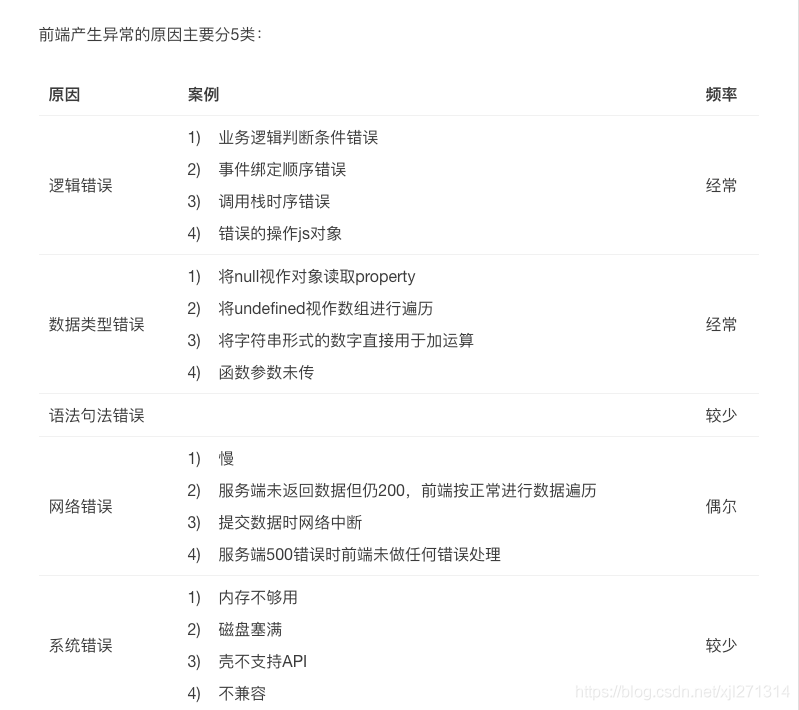 前端产生异常的原因主要分5类：
原因 案例 频率
1) 业务逻辑判断条件错误
2) 事件绑定顺序错误
逻辑错误 经常
3) 调用栈时序错误
4) 错误的操作js对象
1) 将null视作对象读取property
2) 将undefined视作数组进行遍历
数据类型错误 经常
3) 将字符串形式的数字直接用于加运算
4) 函数参数未传
语法句法错误 较少
1) 慢
2) 服务端未返回数据但仍200，前端按正常进行数据遍历
网络错误 偶尔
3) 提交数据时网络中断
4) 服务端500错误时前端未做任何错误处理
1) 内存不够用
2) 磁盘塞满
系统错误 较少
3) 壳不支持API
4) 不兼容
https://blog.csdn.net/xjl271314